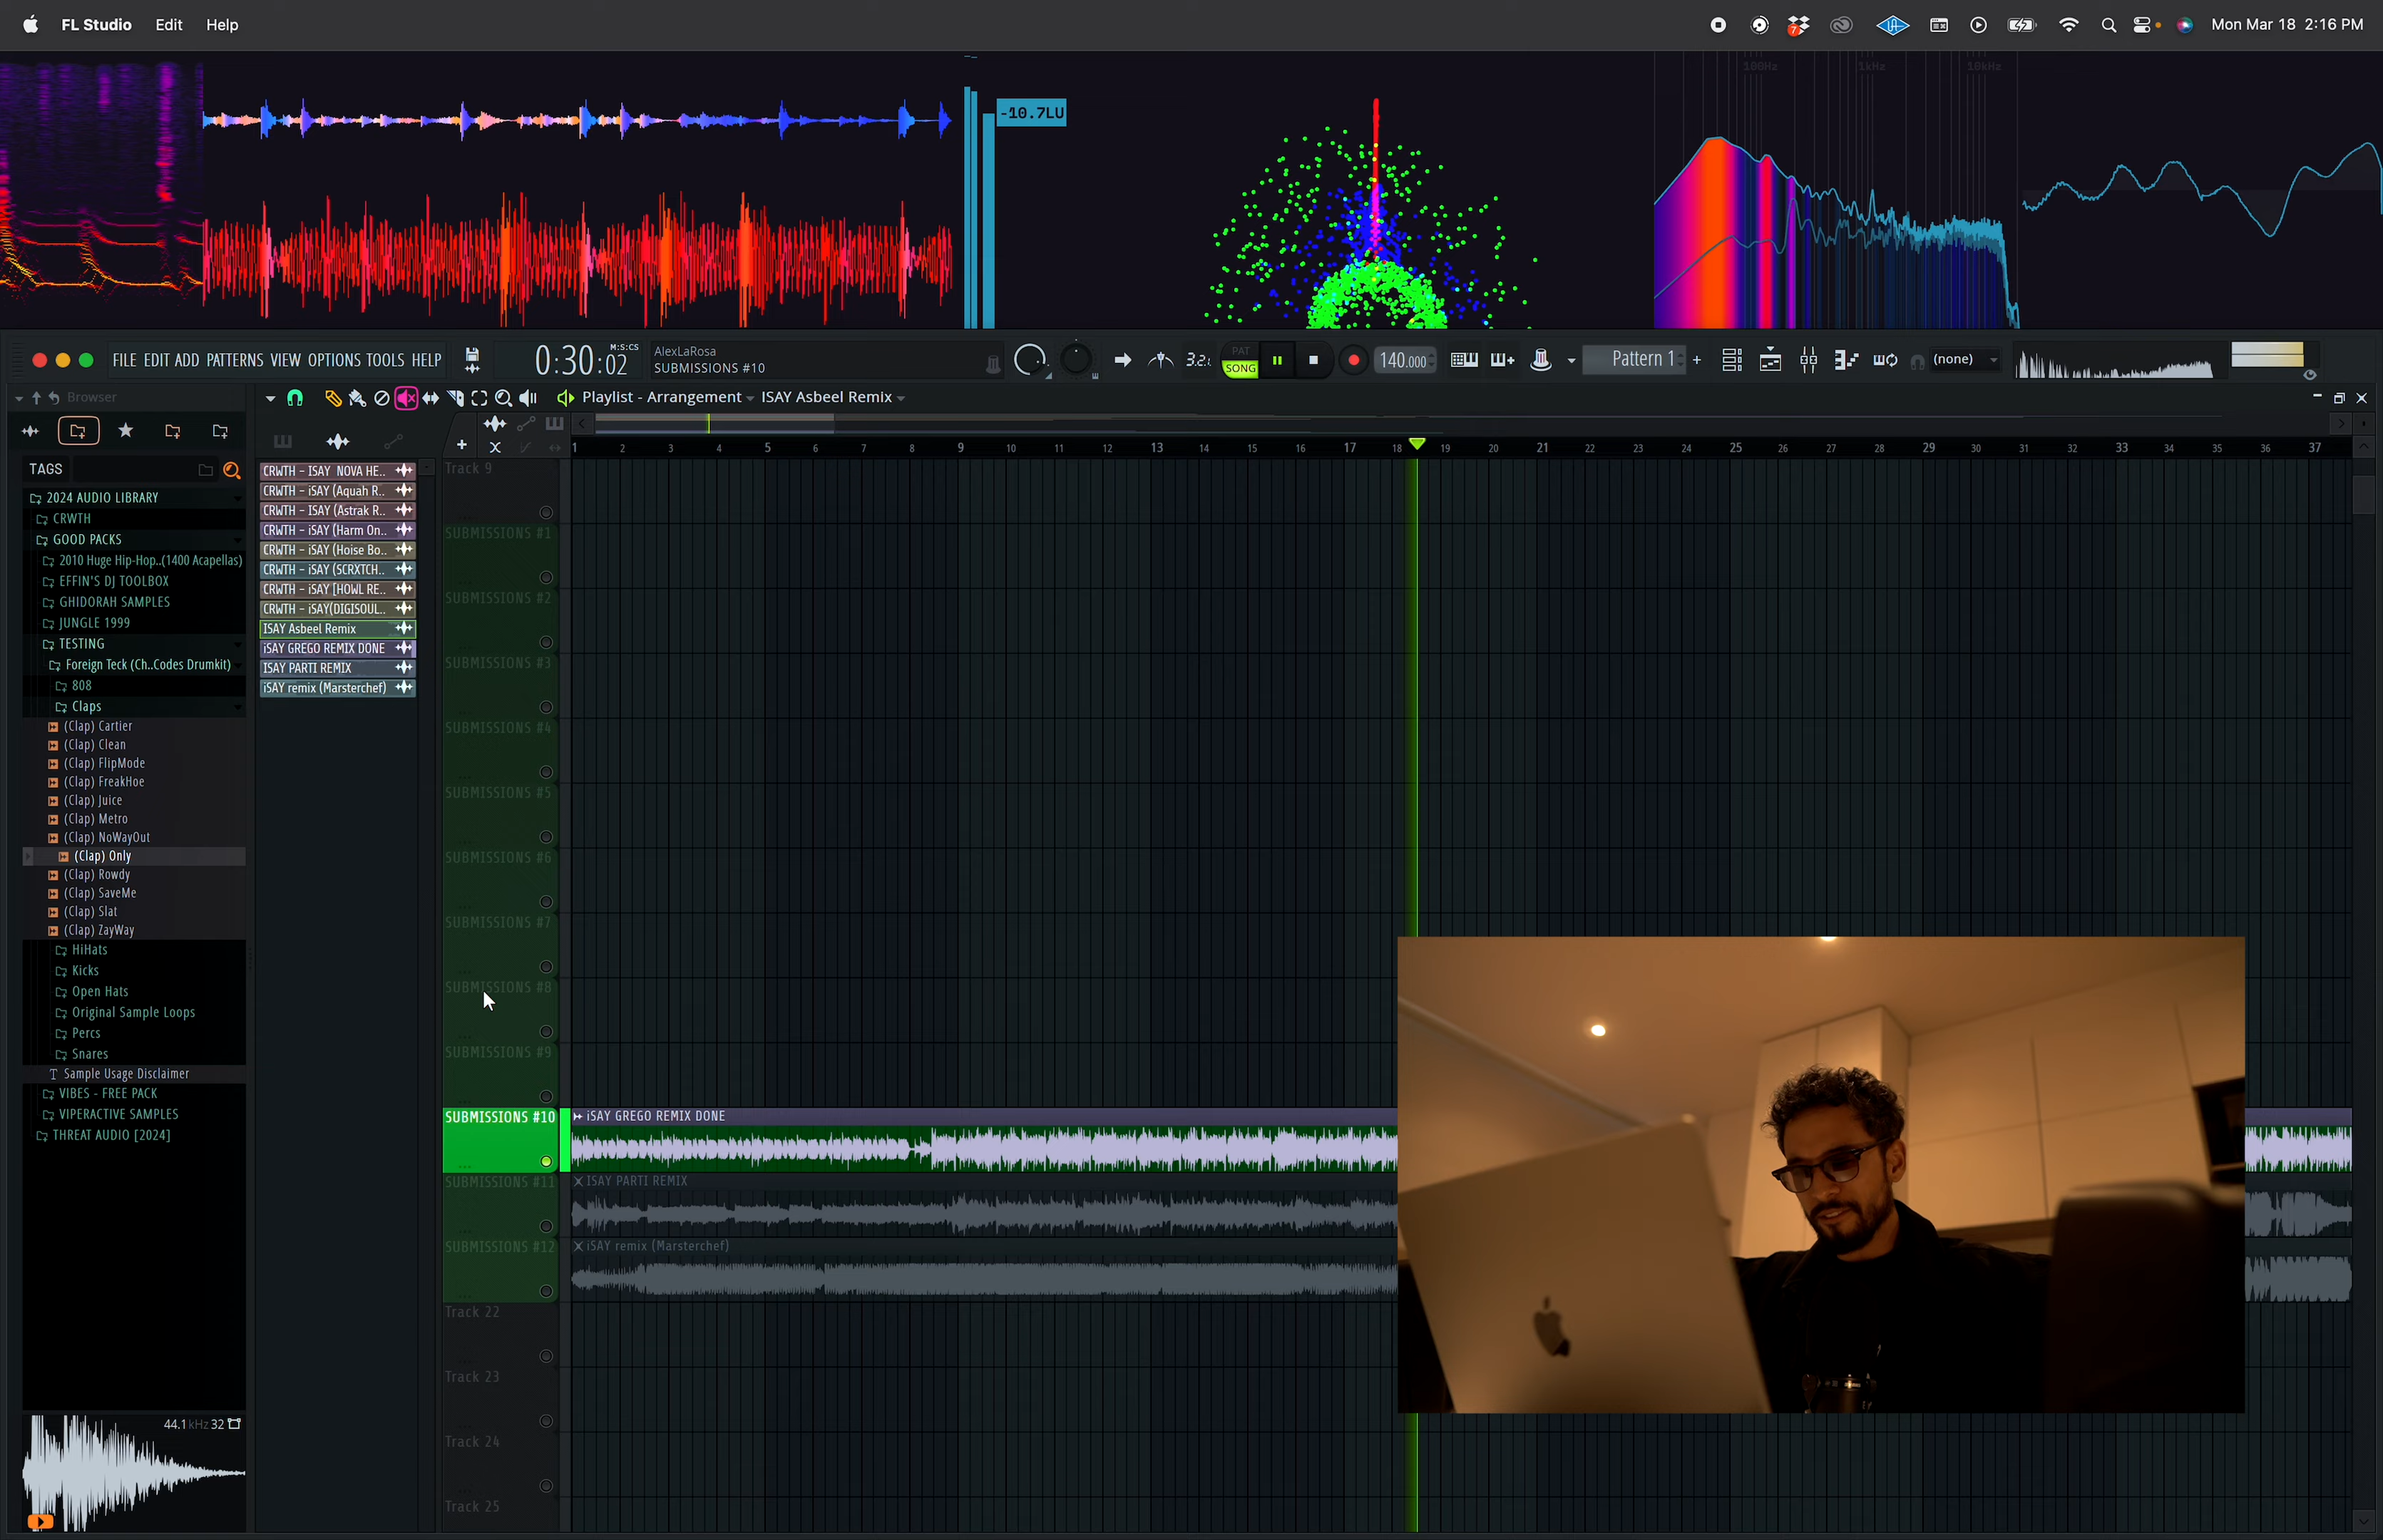 FL Studio Edit Help
7
Mon Mar 18 2:16 PM
-10.7LU
100Hz 1kHz 10kHz
FILE EDIT ADD PATTERNS VIEW OPTIONS TOOLS HELP
0:30:02
M:S:CS
AlexLaRosa
SUBMISSIONS #10
3.2.
PAT
SONG
140.000
Pattern 1
(none)
Browser
Playlist - Arrangement ISAY Asbeel Remix
TAGS
2024 AUDIO LIBRARY
CRWTH
GOOD PACKS
2010 Huge Hip-Hop..(1400 Acapellas)
EFFIN'S DJ TOOLBOX
GHIDORAH SAMPLES
JUNGLE 1999
TESTING
Foreign Teck (Ch..Codes Drumkit)
808
Claps
(Clap) Cartier
(Clap) Clean
(Clap) FlipMode
(Clap) FreakHoe
(Clap) Juice
(Clap) Metro
(Clap) NoWayOut
(Clap) Only
(Clap) Rowdy
(Clap) SaveMe
(Clap) Slat
(Clap) ZayWay
HiHats
Kicks
Open Hats
Original Sample Loops
Percs
Snares
Sample Usage Disclaimer
VIBES - FREE PACK
VIPERACTIVE SAMPLES
THREAT AUDIO [2024]
44.1 kHz 32
CRWTH - ISAY NOVA HE..
CRWTH - iSAY (Aquah R..
CRWTH - ISAY (Astrak R..
CRWTH - iSAY (Harm On..
CRWTH - iSAY (Hoise Bo..
CRWTH - iSAY (SCRXTCH..
CRWTH - iSAY [HOWL RE..
CRWTH - iSAY(DIGISOUL..
ISAY Asbeel Remix
iSAY GREGO REMIX DONE
ISAY PARTI REMIX
iSAY remix (Marsterchef)
1 2 3 4 5 6 7 8 9 10 11 12 13 14 15 16 17 18 19 20 21 22 23 24 25 26 27 28 29 30 31 32 33 34 35 36 37
Track 9
SUBMISSIONS #1
SUBMISSIONS #2
SUBMISSIONS #3
SUBMISSIONS #4
SUBMISSIONS #5
SUBMISSIONS #6
SUBMISSIONS #7
SUBMISSIONS #8
SUBMISSIONS #9
SUBMISSIONS #10
iSAY GREGO REMIX DONE
SUBMISSIONS #11
ISAY PARTI REMIX
SUBMISSIONS #12
iSAY remix (Marsterchef)
Track 22
Track 23
Track 24
Track 25